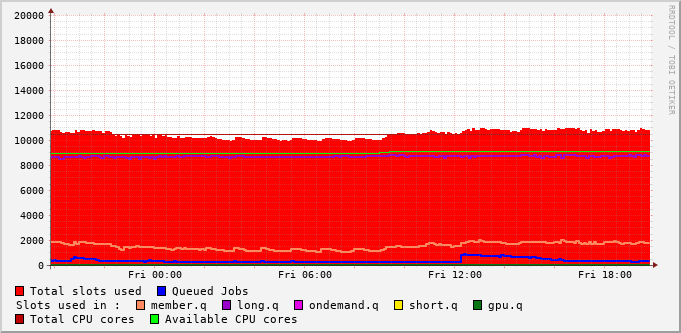 RRDTOOL / TOBI OETIKER
20000
18000
16000
14000
12000
10000
8000
6000
4000
2000
0
Fri 00:00 Fri 06:00 Fri 12:00 Fri 18:00
Total slots used Queued Jobs
Slots used in : member.q long.q ondemand.q short.q gpu.q
Total CPU cores Available CPU cores